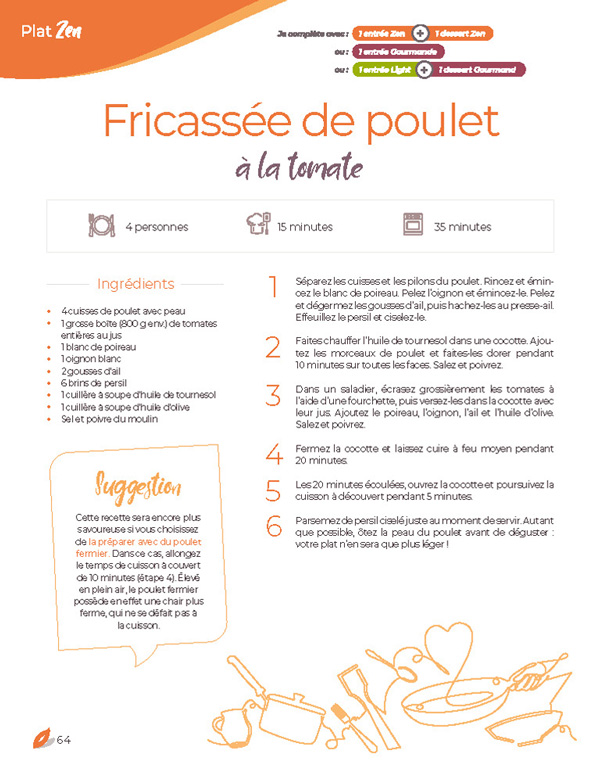 Plat Zen
Je complète avec : 1 entrée Zen + 1 dessert Zen
ou : 1 entrée Gourmande
ou : 1 entrée Light + 1 dessert Gourmand
Fricassée de poulet
à la tomate
4 personnes
15 minutes
35 minutes
Ingrédients
4 cuisses de poulet avec peau
1 grosse boîte (800 g env.) de tomates
entières au jus
1 blanc de poireau
1 oignon blanc
2 gousses d'ail
6 brins de persil
1 cuillère à soupe d'huile de tournesol
1 cuillère à soupe d'huile d'olive
Sel et poivre du moulin
Suggestion
Cette recette sera encore plus
savoureuse si vous choisissez
de la préparer avec du poulet
fermier. Dans ce cas, allongez
le temps de cuisson à couvert
de 10 minutes (étape 4). Élevé
en plein air, le poulet fermier
possède en effet une chair plus
ferme, qui ne se défait pas à
la cuisson.
1 Séparez les cuisses et les pilons du poulet. Rincez et émin-
cez le blanc de poireau. Pelez l'oignon et émincez-le. Pelez
et dégermez les gousses d'ail, puis hachez-les au presse-ail.
Effeuillez le persil et ciselez-le.
2 Faites chauffer l'huile de tournesol dans une cocotte. Ajou-
tez les morceaux de poulet et faites-les dorer pendant
10 minutes sur toutes les faces. Salez et poivrez.
3 Dans un saladier, écrasez grossièrement les tomates à
l'aide d'une fourchette, puis versez-les dans la cocotte avec
leur jus. Ajoutez le poireau, l'oignon, l'ail et l'huile d'olive.
Salez et poivrez.
4 Fermez la cocotte et laissez cuire à feu moyen pendant
20 minutes.
5 Les 20 minutes écoulées, ouvrez la cocotte et poursuivez la
cuisson à découvert pendant 5 minutes.
6 Parsemez de persil ciselé juste au moment de servir. Autant
que possible, ôtez la peau du poulet avant de déguster :
votre plat n'en sera que plus léger !
64